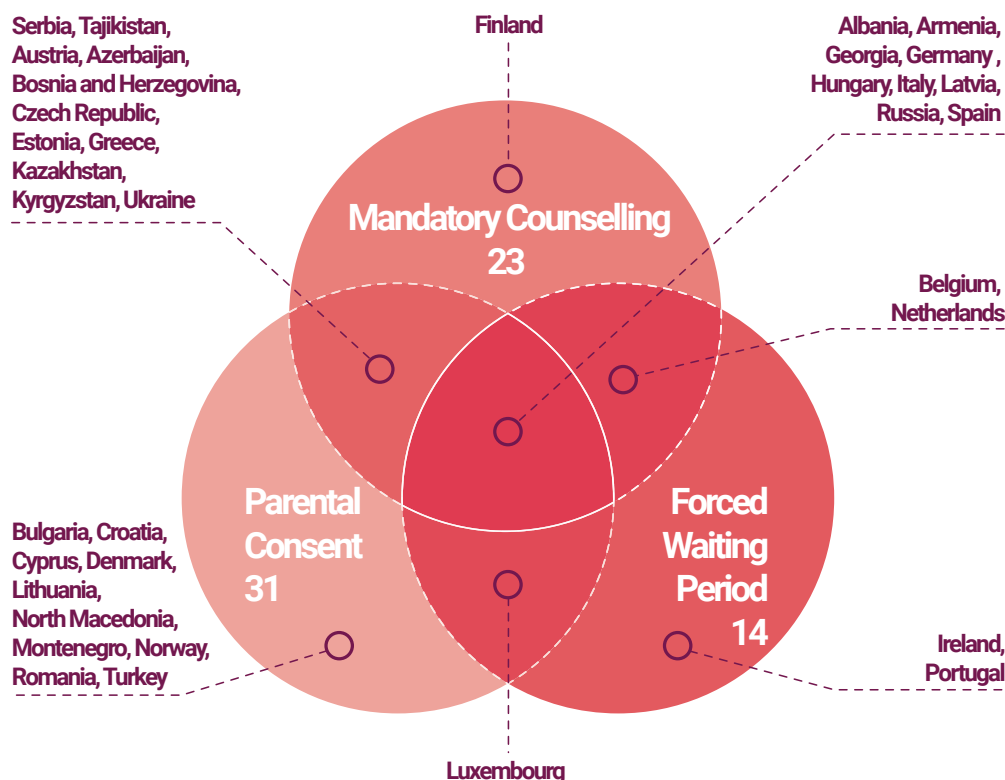 Serbia, Tajikistan,
Austria, Azerbaijan,
Bosnia and Herzegovina,
Czech Republic,
Estonia, Greece,
Kazakhstan,
Kyrgyzstan, Ukraine
Finland
Albania, Armenia,
Georgia, Germany ,
Hungary, Italy, Latvia,
Russia, Spain
Mandatory Counselling
23
Belgium,
Netherlands
Parental
Consent
31
Forced
Waiting
Period
14
Bulgaria, Croatia,
Cyprus, Denmark,
Lithuania,
North Macedonia,
Montenegro, Norway,
Romania, Turkey
Ireland,
Portugal
Luxembourg